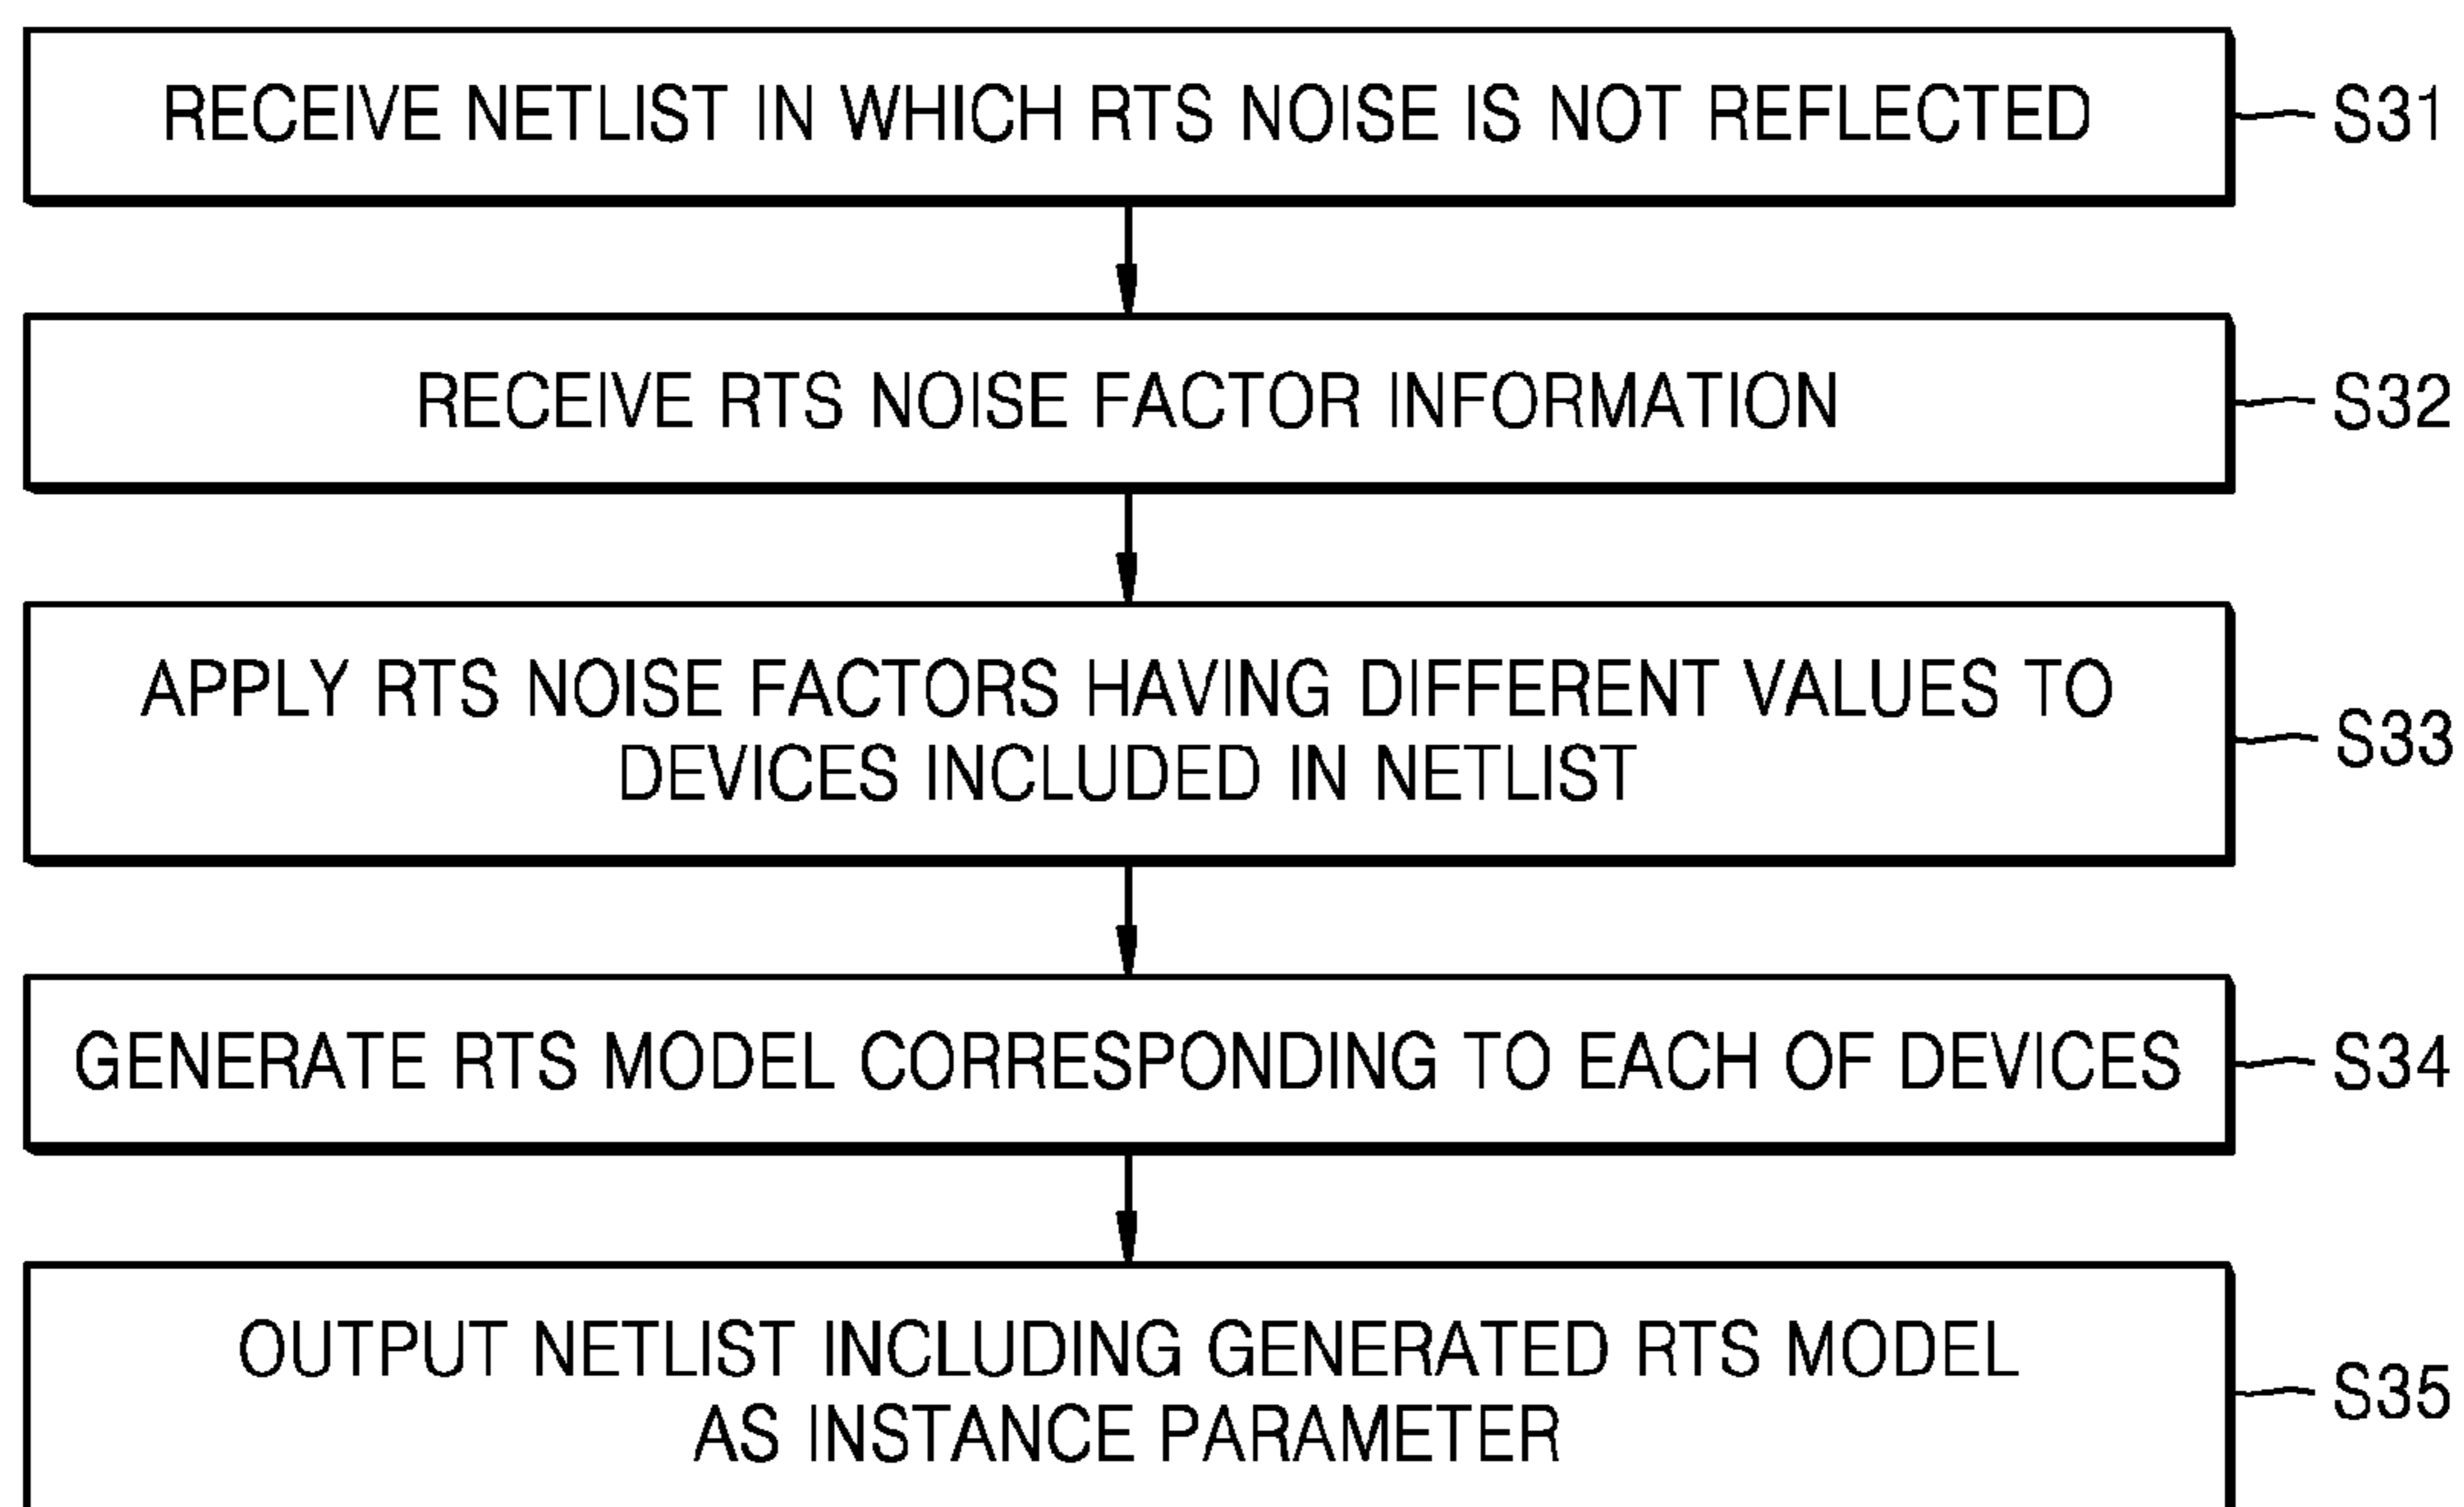 RECEIVE NETLIST IN WHICH RTS NOISE IS NOT REFLECTED
S31
RECEIVE RTS NOISE FACTOR INFORMATION
S32
APPLY RTS NOISE FACTORS HAVING DIFFERENT VALUES TO
DEVICES INCLUDED IN NETLIST
S33
GENERATE RTS MODEL CORRESPONDING TO EACH OF DEVICES
S34
OUTPUT NETLIST INCLUDING GENERATED RTS MODEL
AS INSTANCE PARAMETER
S35